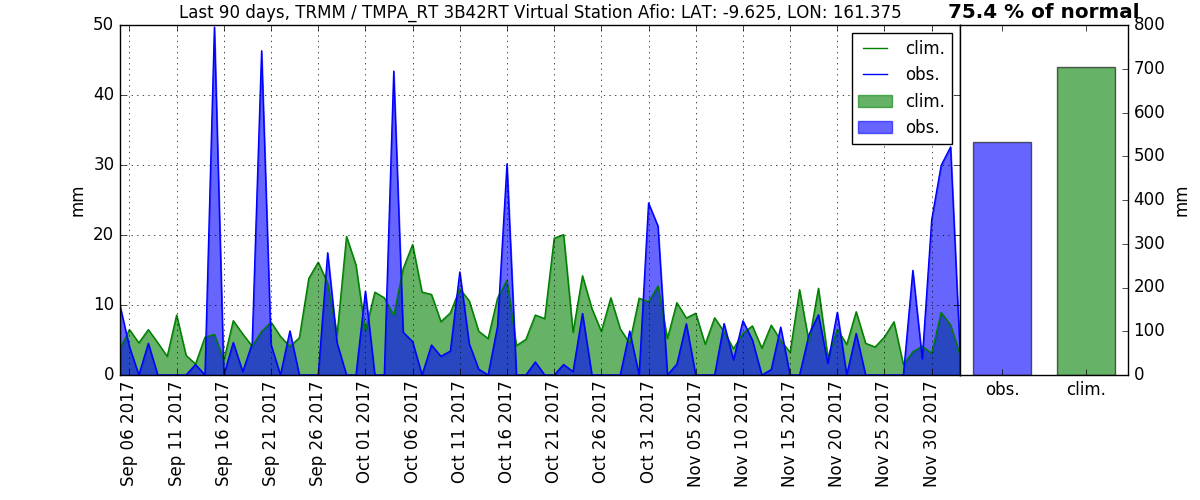 Last 90 days, TRMM / TMPA_RT 3B42RT Virtual Station Afio: LAT: -9.625, LON: 161.375
75.4 % of normal
50
40
30
20
10
0
mm
clim.
obs.
clim.
obs.
800
700
600
500
400
300
200
100
0
mm
Sep 06 2017
Sep 11 2017
Sep 16 2017
Sep 21 2017
Sep 26 2017
Oct 01 2017
Oct 06 2017
Oct 11 2017
Oct 16 2017
Oct 21 2017
Oct 26 2017
Oct 31 2017
Nov 05 2017
Nov 10 2017
Nov 15 2017
Nov 20 2017
Nov 25 2017
Nov 30 2017
obs.
clim.